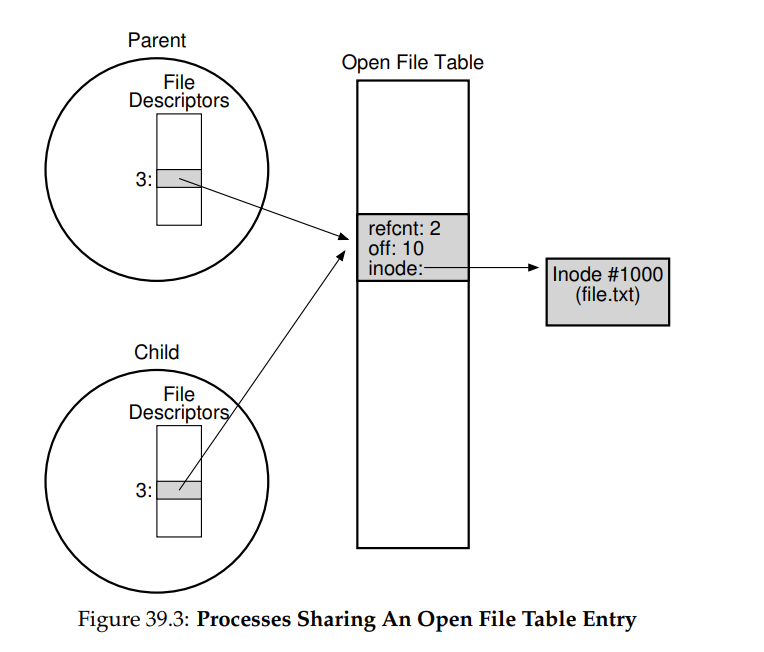 Parent
File
Descriptors
3:
Open File Table
refcnt: 2
off: 10
inode:
Inode #1000
(file.txt)
Child
File
Descriptors
3:
Figure 39.3: Processes Sharing An Open File Table Entry